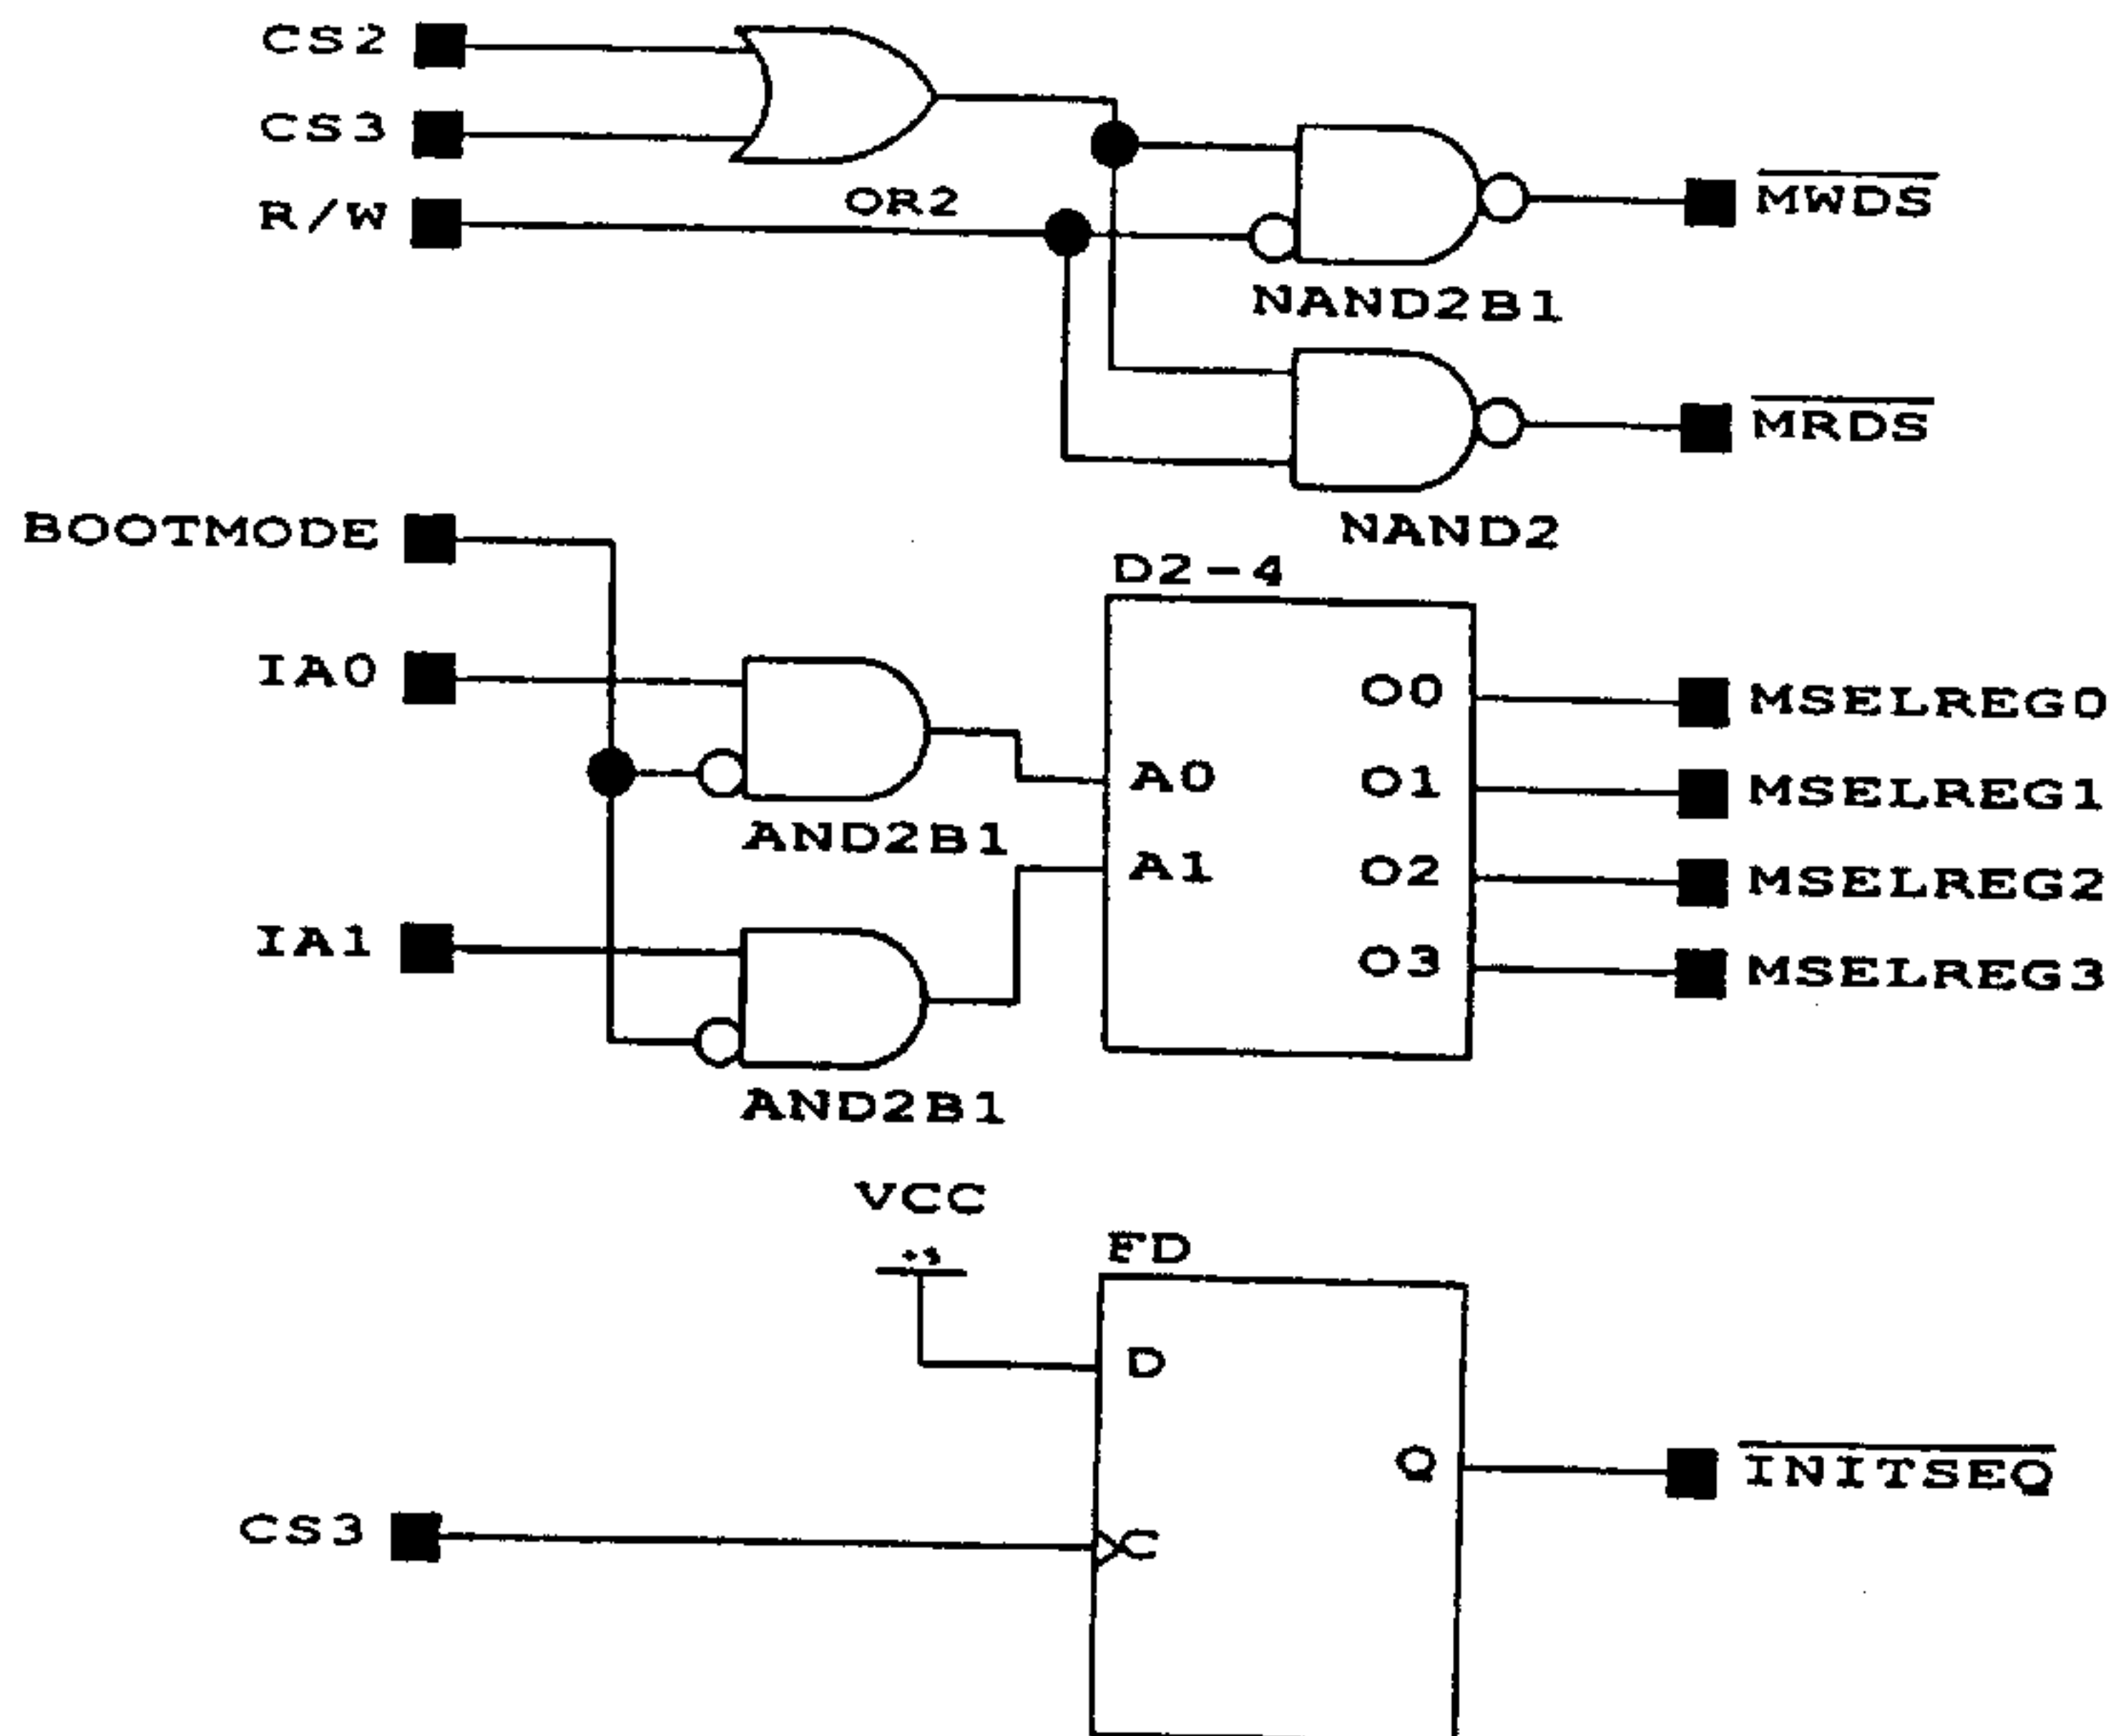 CS2
CS3
R/W
OR2
MWDS
NAND2B1
MRDS
NAND2
BOOTMODE
D2-4
IA0
O0
MSELREG0
A0
O1
MSELREG1
AND2B1
A1
O2
MSELREG2
IA1
O3
MSELREG3
AND2B1
VCC
FD
D
Q
INITSEQ
CS3
C